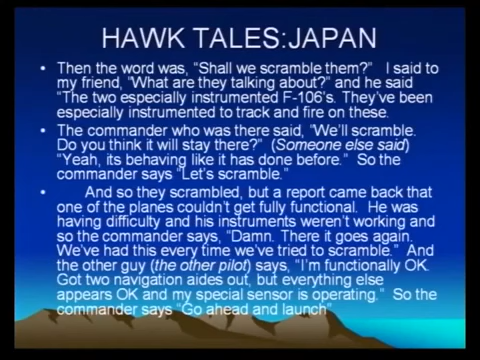 HAWK TALES:JAPAN
• Then the word was, “Shall we scramble them?”   I said to
my friend, “What are they talking about?” and he said
“The two especially instrumented F-106’s. They’ve been
especially instrumented to track and fire on these.
• The commander who was there said, “We’ll scramble.
Do you think it will stay there?” (Someone else said)
“Yeah, its behaving like it has done before.”  So the
commander says “Let’s scramble.”
•     And so they scrambled, but a report came back that
one of the planes couldn’t get fully functional.  He was
having difficulty and his instruments weren’t working and
so the commander says, “Damn. There it goes again.
We’ve had this every time we’ve tried to scramble.”  And
the other guy (the other pilot) says, “I’m functionally OK.
Got two navigation aides out, but everything else
appears OK and my special sensor is operating.”  So the
commander says “Go ahead and launch”